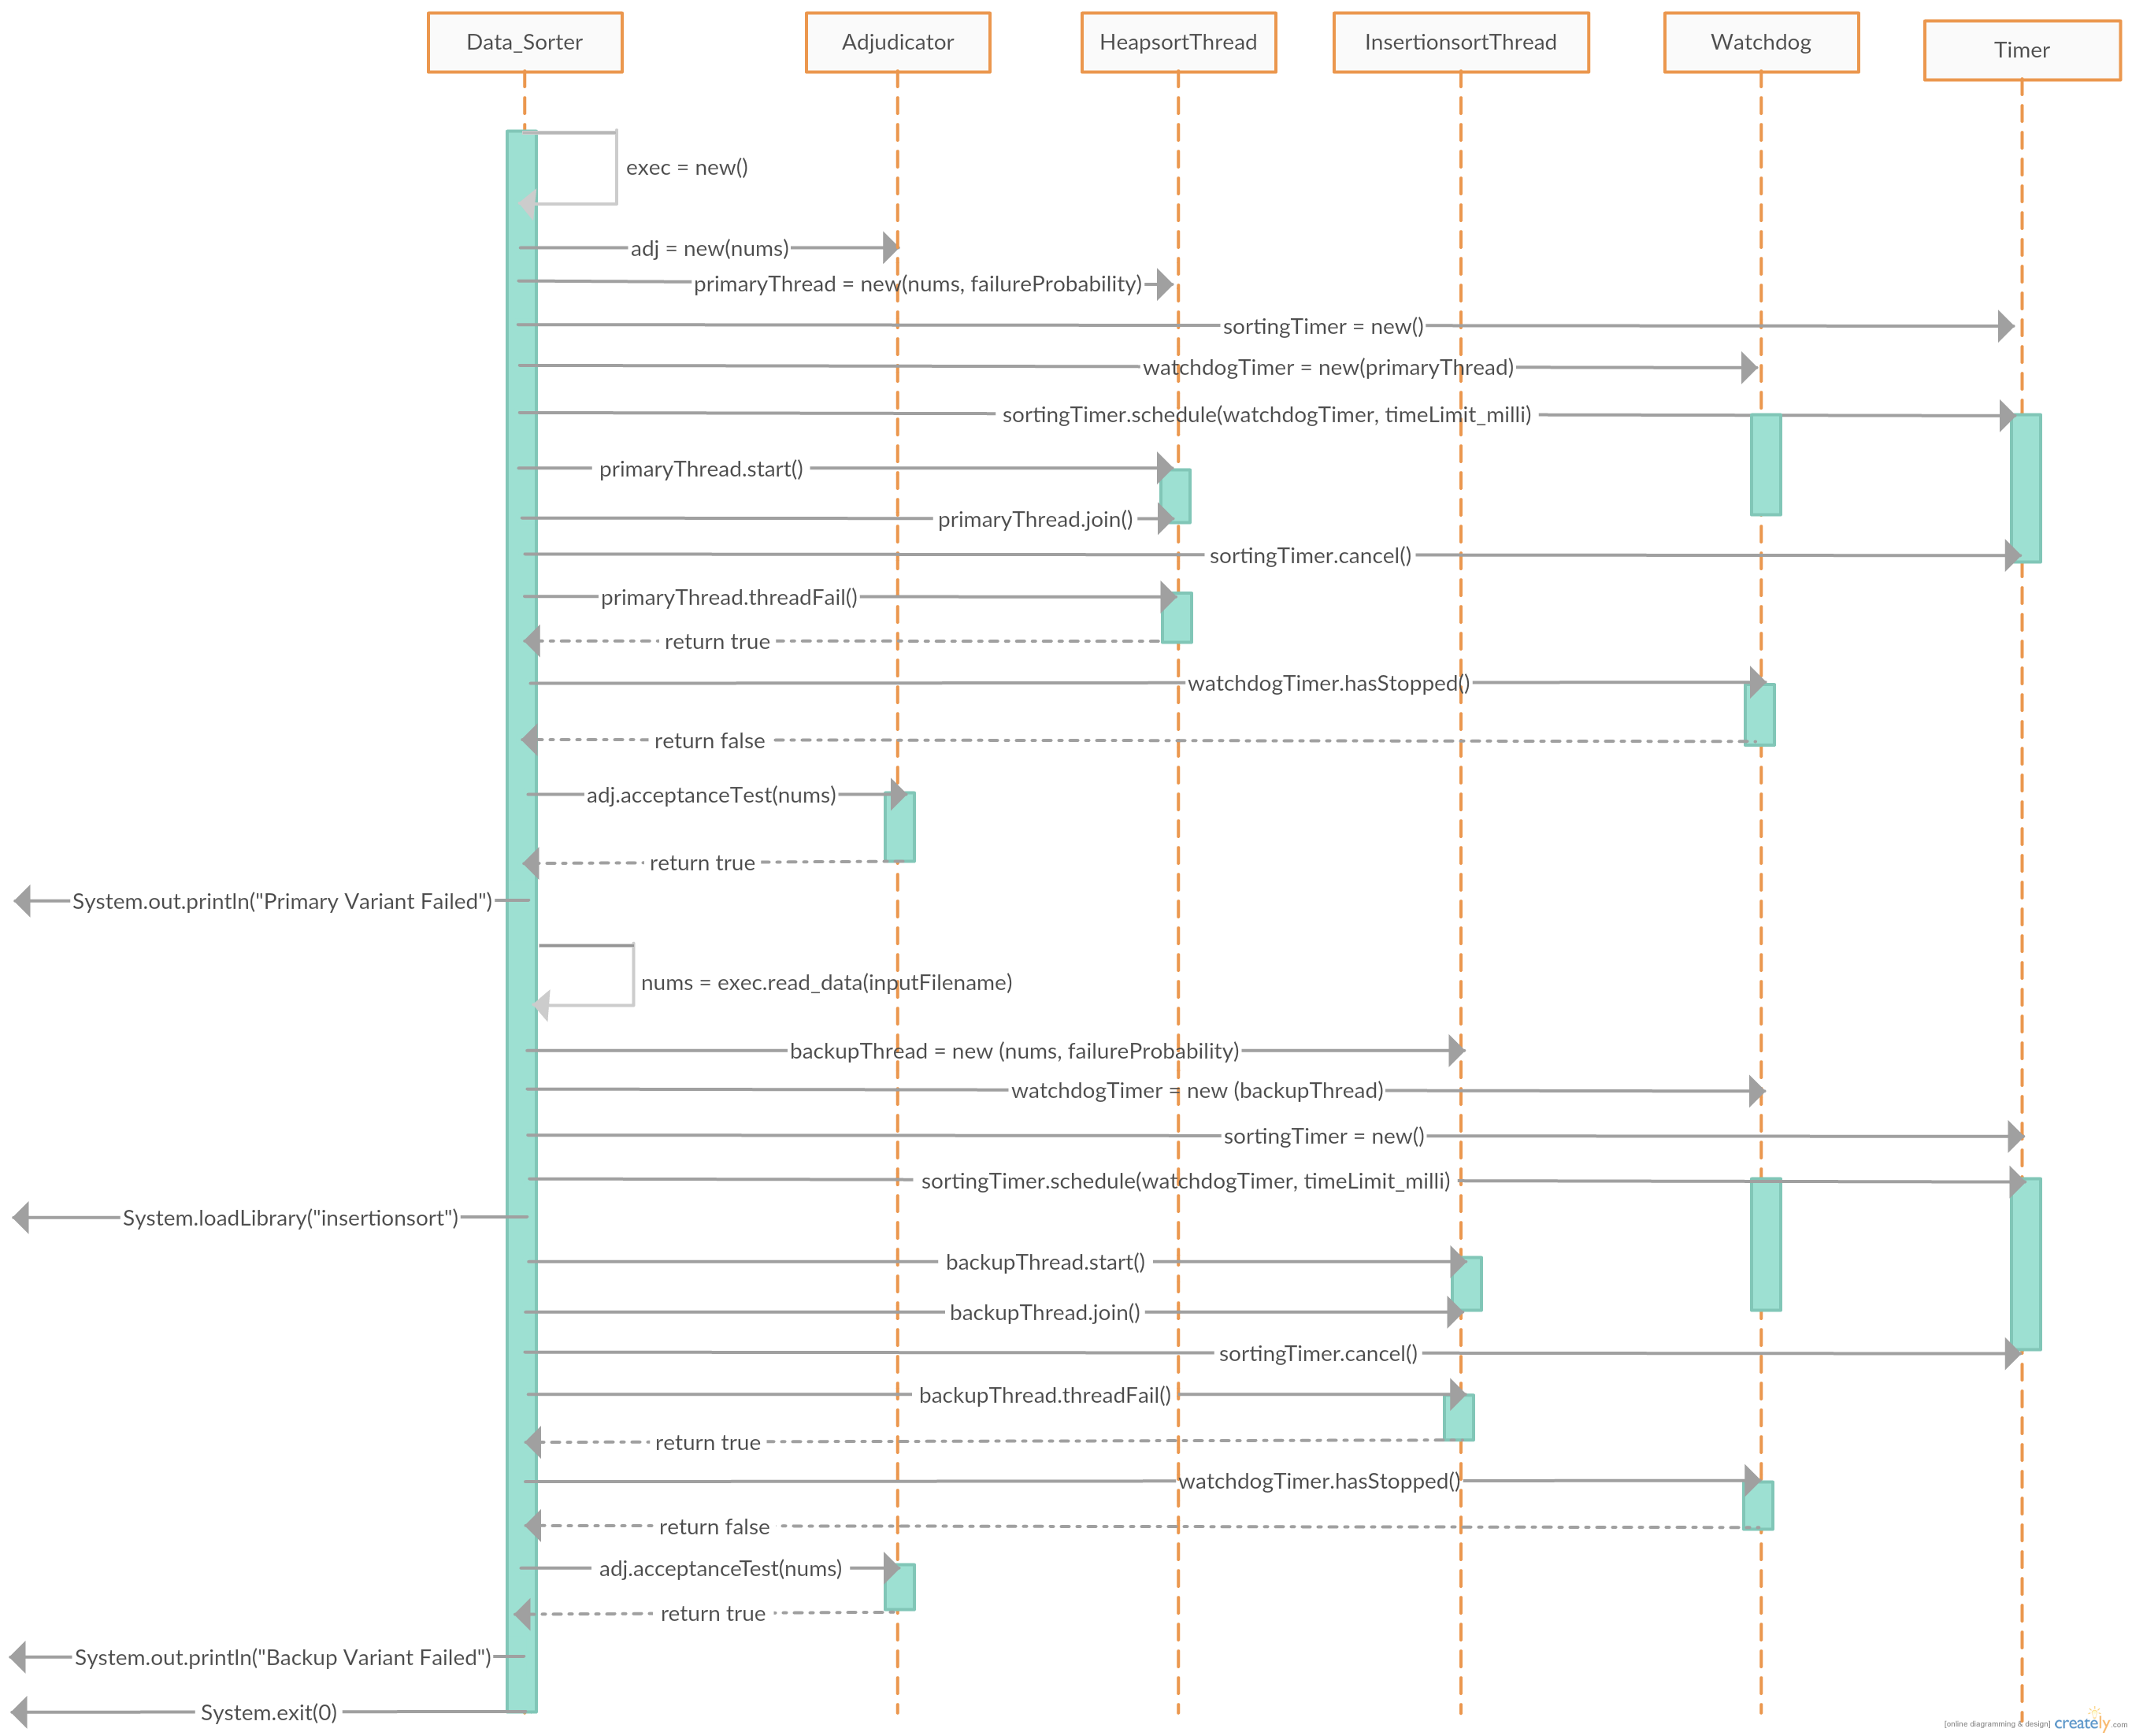 Data_Sorter
Adjudicator
HeapsortThread
InsertionsortThread
Watchdog
Timer
exec = new()
adj = new(nums)
primaryThread = new(nums, failureProbability)
sortingTimer = new()
watchdogTimer = new(primaryThread)
sortingTimer.schedule(watchdogTimer, timeLimit_milli)
primaryThread.start()
primaryThread.join()
sortingTimer.cancel()
primaryThread.threadFail()
return true
watchdogTimer.hasStopped()
return false
adj.acceptanceTest(nums)
return true
System.out.println("Primary Variant Failed")
nums = exec.read_data(inputFilename)
backupThread = new (nums, failureProbability)
watchdogTimer = new (backupThread)
sortingTimer = new()
sortingTimer.schedule(watchdogTimer, timeLimit_milli)
System.loadLibrary("insertionsort")
backupThread.start()
backupThread.join()
sortingTimer.cancel()
backupThread.threadFail()
return true
watchdogTimer.hasStopped()
return false
adj.acceptanceTest(nums)
return true
System.out.println("Backup Variant Failed")
System.exit(0)
[online diagramming & design] creately.com